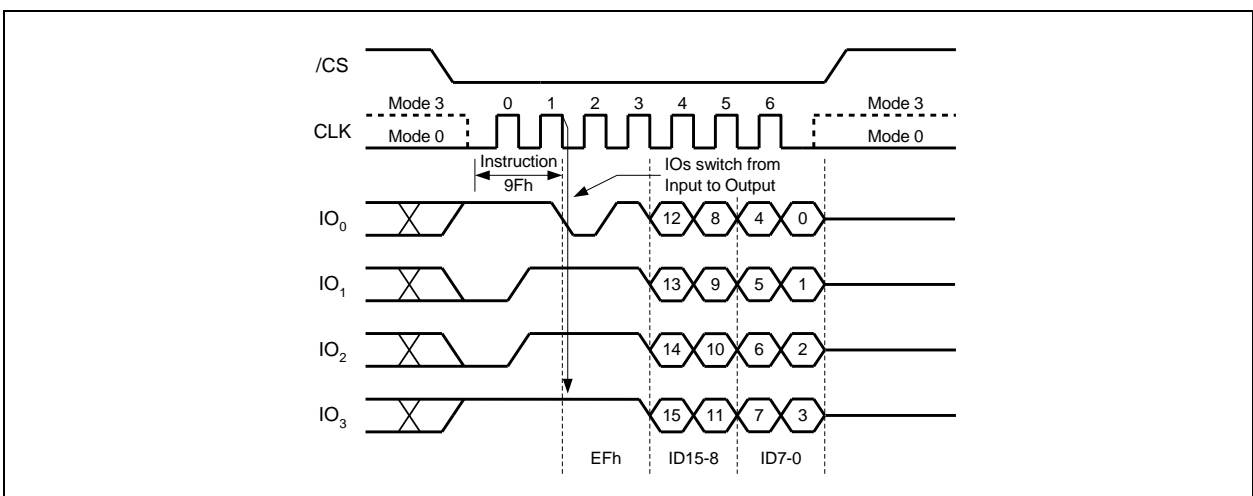 /CS
Mode 3 0 1 2 3 4 5 6 Mode 3
CLK Mode 0 Mode 0
Instruction
9Fh
IOs switch from
Input to Output
IO0 12 8 4 0
IO1 13 9 5 1
IO2 14 10 6 2
IO3 15 11 7 3
EFh ID15-8 ID7-0